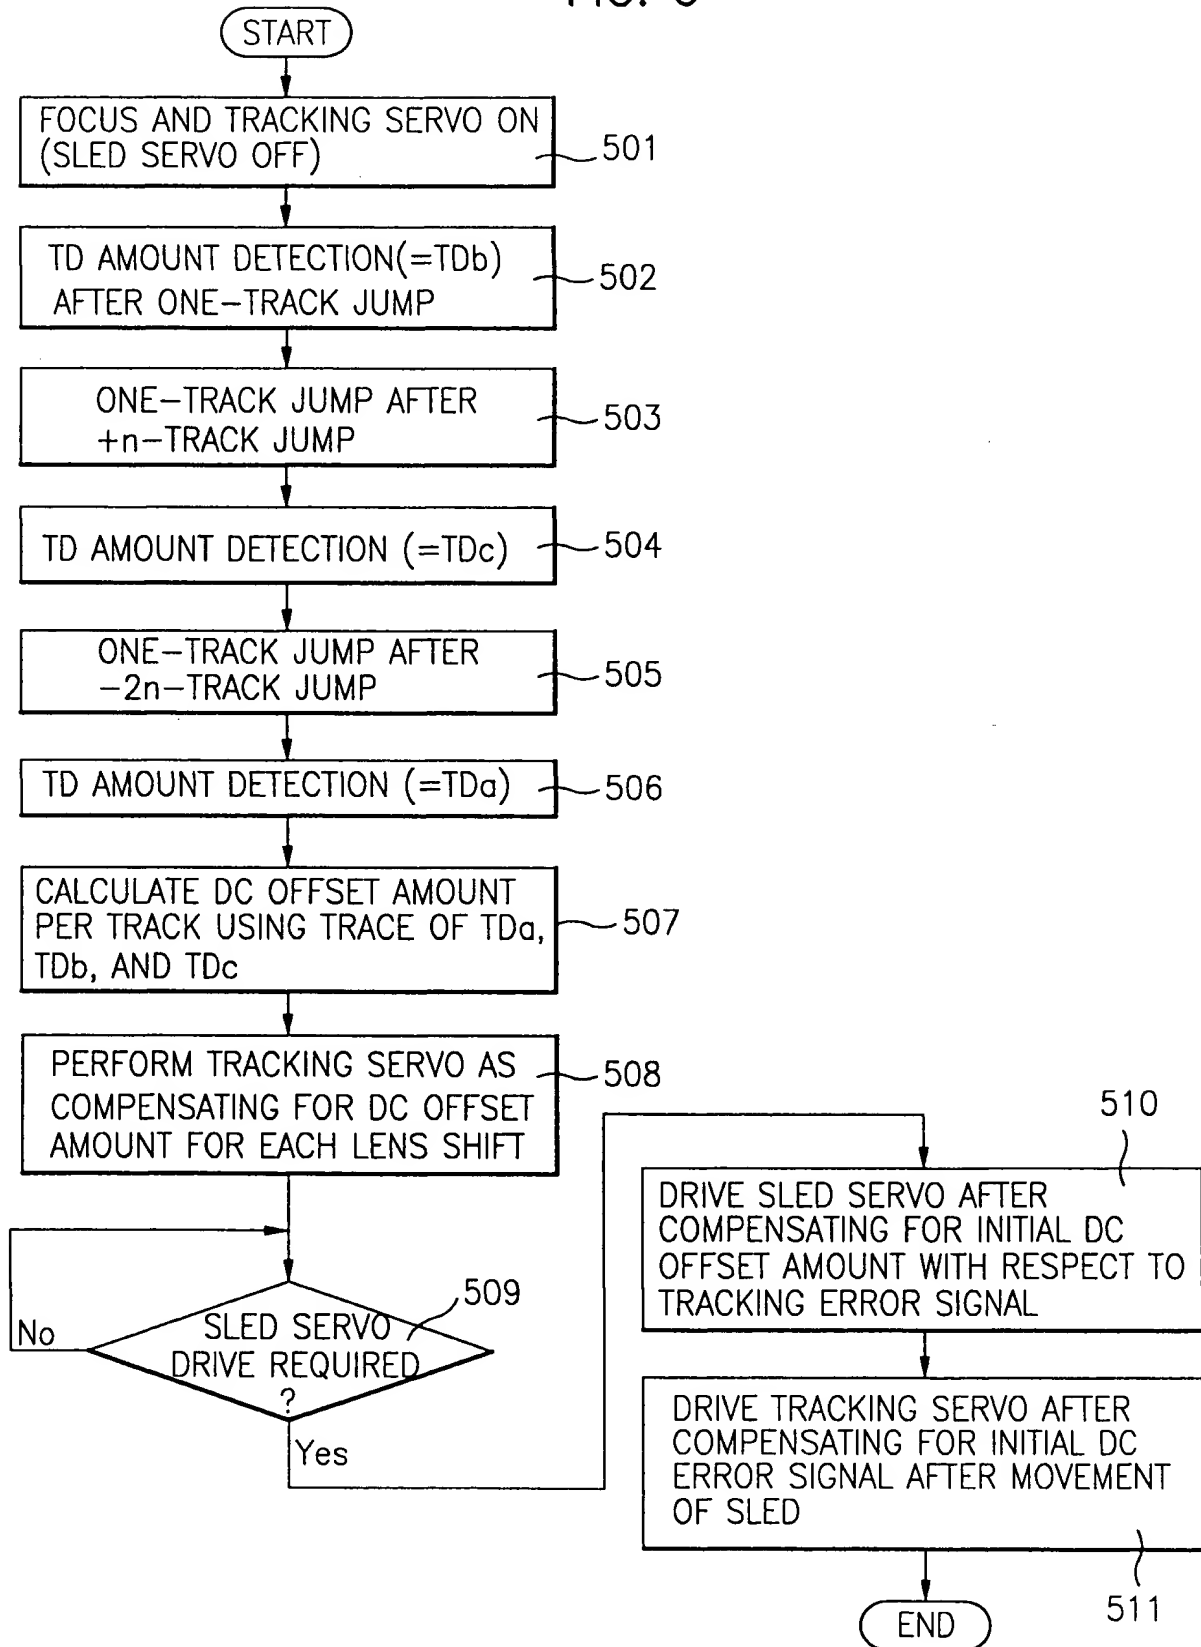 START
FOCUS AND TRACKING SERVO ON
(SLED SERVO OFF)
501
TD AMOUNT DETECTION(=TDb)
AFTER ONE-TRACK JUMP
502
ONE-TRACK JUMP AFTER
+n-TRACK JUMP
503
TD AMOUNT DETECTION (=TDc)
504
ONE-TRACK JUMP AFTER
-2n-TRACK JUMP
505
TD AMOUNT DETECTION (=TDa)
506
CALCULATE DC OFFSET AMOUNT
PER TRACK USING TRACE OF TDa,
TDb, AND TDc
507
PERFORM TRACKING SERVO AS
COMPENSATING FOR DC OFFSET
AMOUNT FOR EACH LENS SHIFT
508
SLED SERVO
DRIVE REQUIRED
?
509
No
Yes
510
DRIVE SLED SERVO AFTER
COMPENSATING FOR INITIAL DC
OFFSET AMOUNT WITH RESPECT TO
TRACKING ERROR SIGNAL
DRIVE TRACKING SERVO AFTER
COMPENSATING FOR INITIAL DC
ERROR SIGNAL AFTER MOVEMENT
OF SLED
511
END